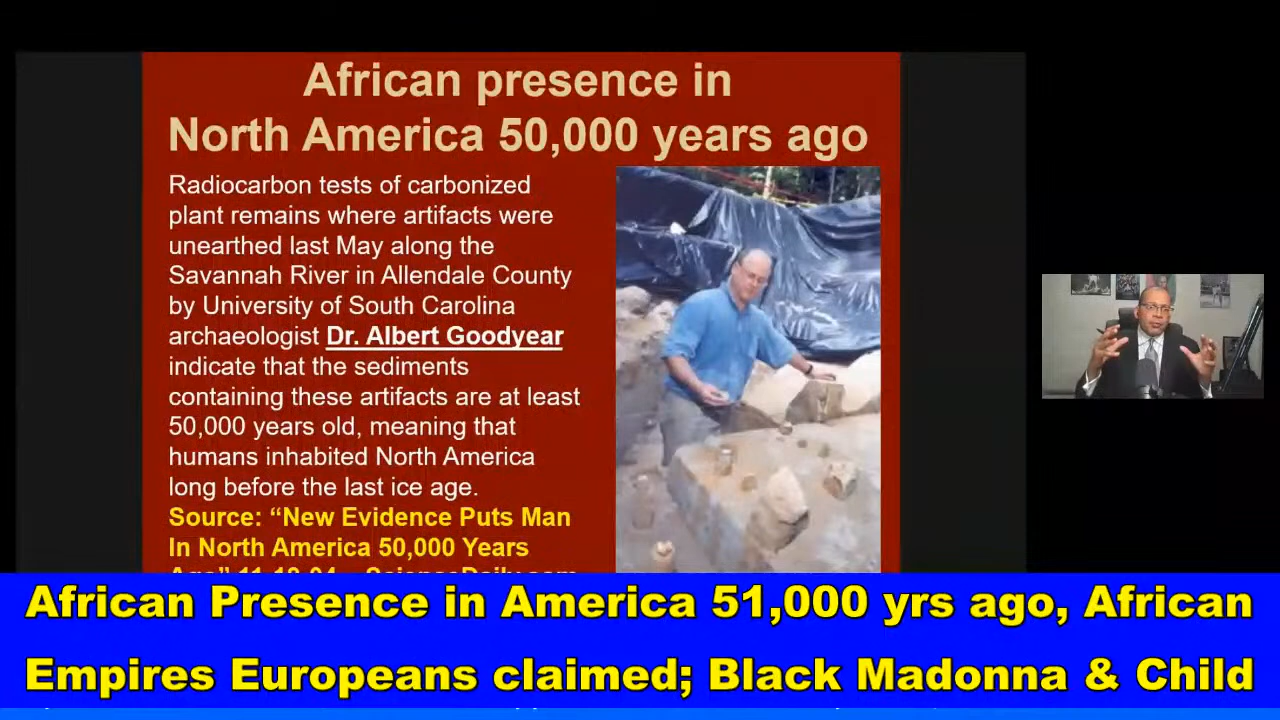 African presence in
North America 50,000 years ago
Radiocarbon tests of carbonized
plant remains where artifacts were
unearthed last May along the
Savannah River in Allendale County
by University of South Carolina
archaeologist Dr. Albert Goodyear
indicate that the sediments
containing these artifacts are at least
50,000 years old, meaning that
humans inhabited North America
long before the last ice age.
Source: “New Evidence Puts Man
In North America 50,000 Years
African Presence in America 51,000 yrs ago, African
Empires Europeans claimed; Black Madonna & Child